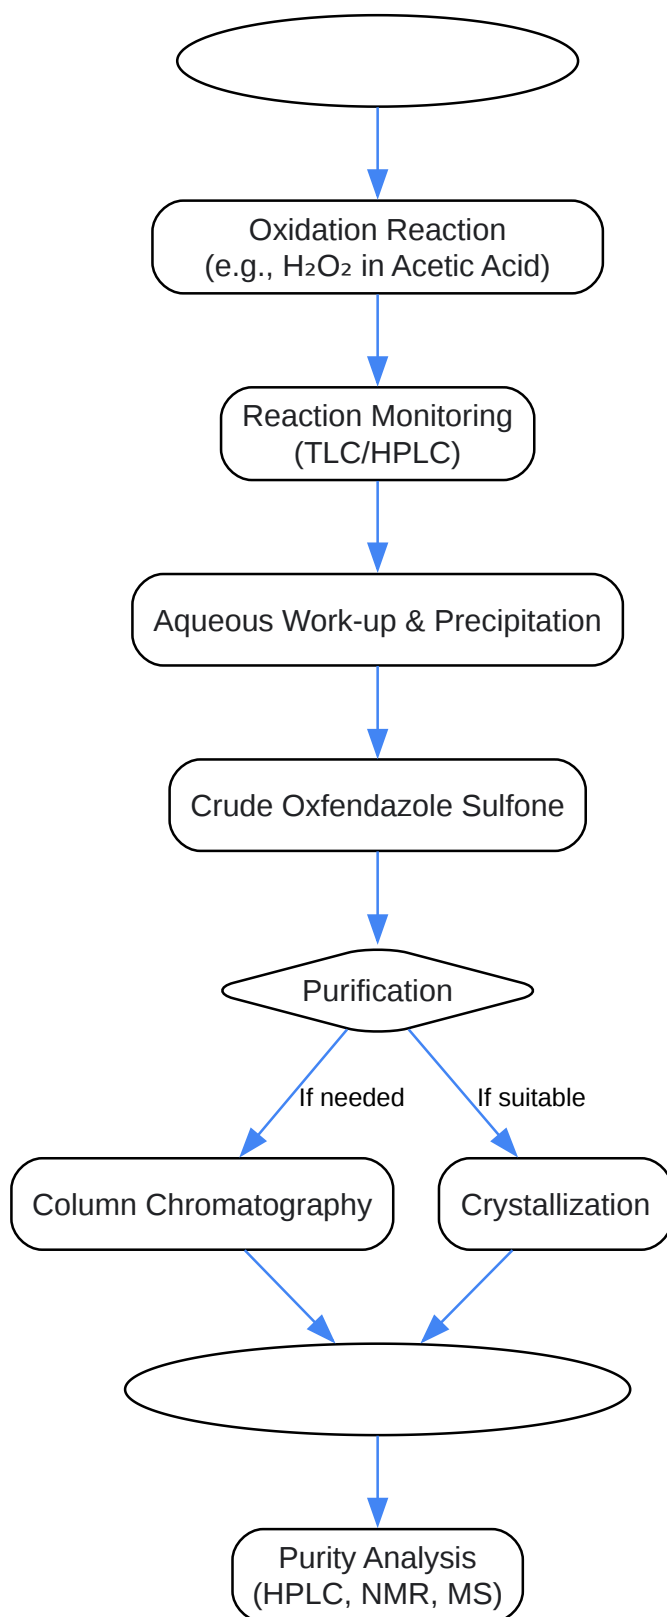 Oxidation Reaction
(e.g., H₂O₂ in Acetic Acid)
Reaction Monitoring
(TLC/HPLC)
Aqueous Work-up & Precipitation
Crude Oxfendazole Sulfone
Purification
If needed
If suitable
Column Chromatography
Crystallization
Purity Analysis
(HPLC, NMR, MS)